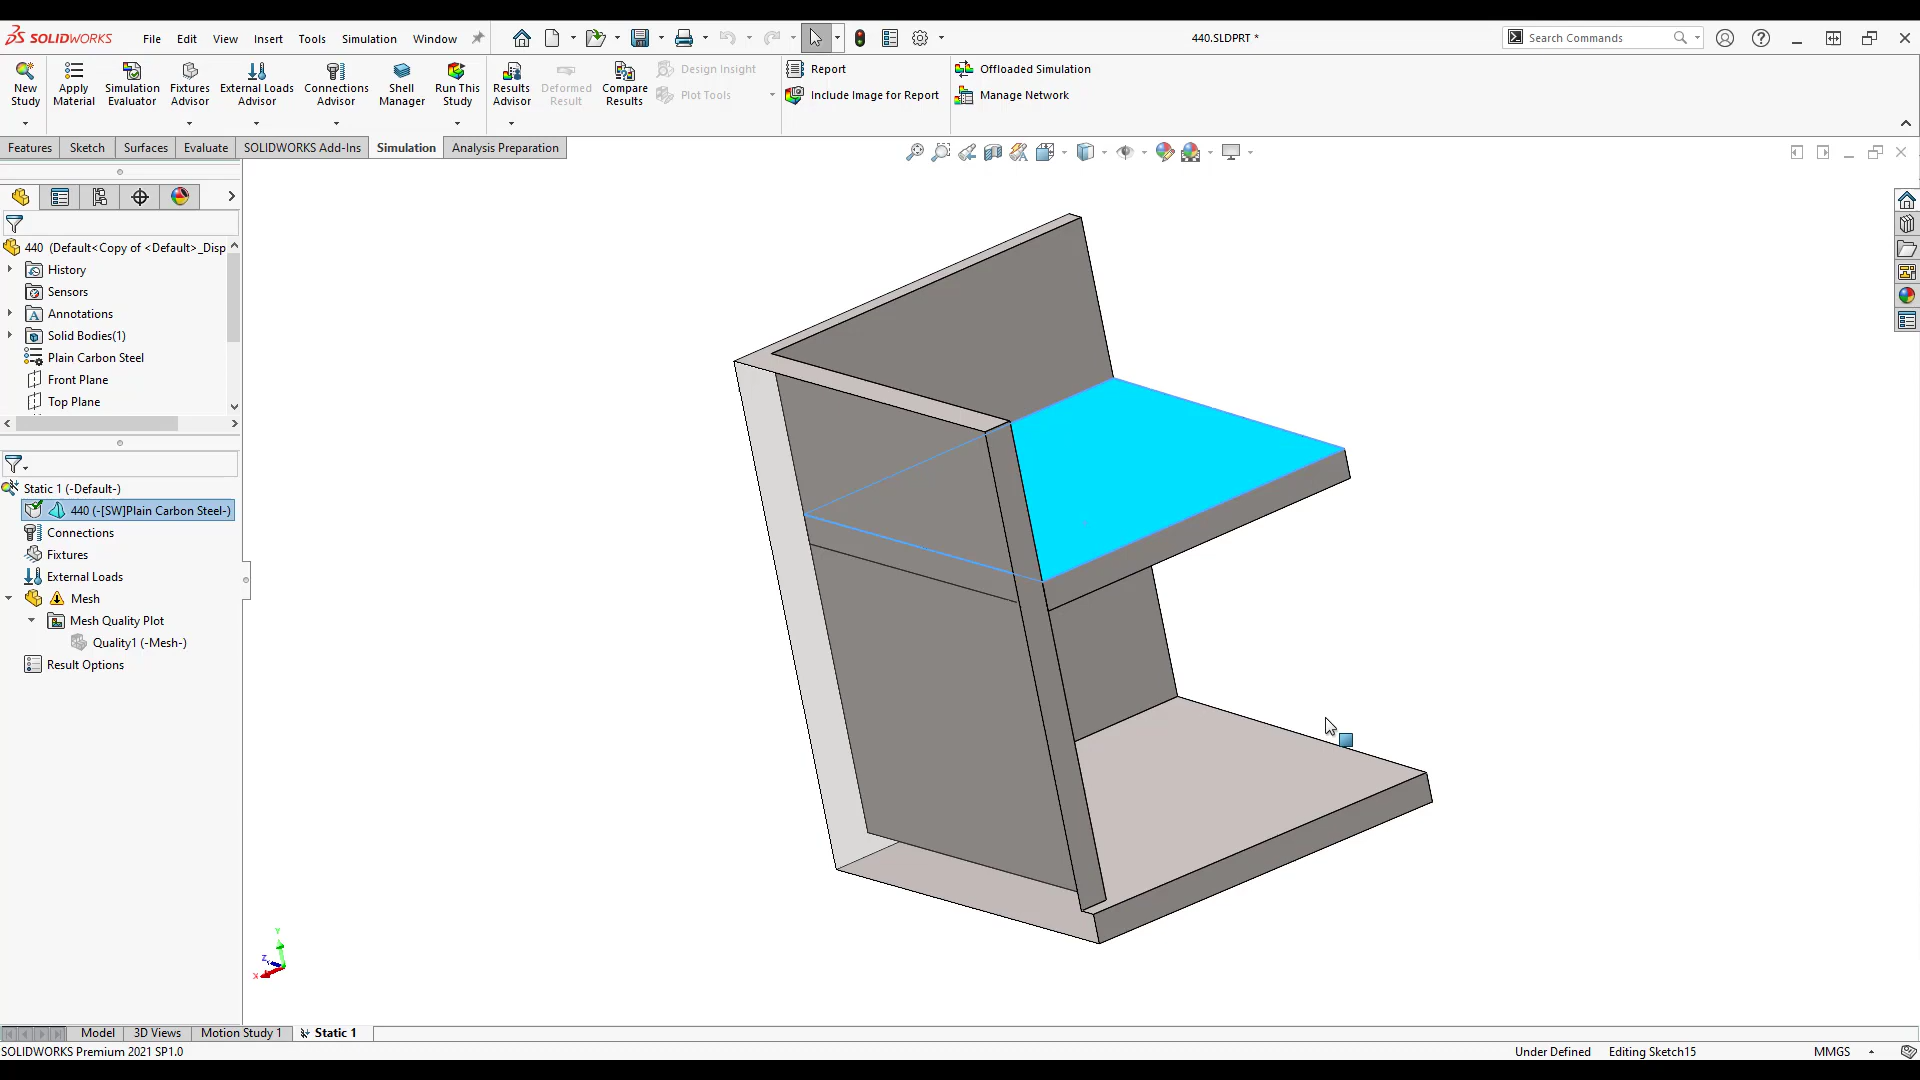 SOLIDWORKS File Edit View Insert Tools Simulation Window 440.SLDPRT * Search Commands
New Study
Apply Material
Simulation Evaluator
Fixtures Advisor
External Loads Advisor
Connections Advisor
Shell Manager
Run This Study
Results Advisor
Deformed Result
Compare Results
Design Insight
Plot Tools
Report
Include Image for Report
Offloaded Simulation
Manage Network
Features Sketch Surfaces Evaluate SOLIDWORKS Add-Ins Simulation Analysis Preparation
440 (Default<Copy of <Default>_Disp
History
Sensors
Annotations
Solid Bodies(1)
Plain Carbon Steel
Front Plane
Top Plane
Static 1 (-Default-)
440 (-[SW]Plain Carbon Steel-)
Connections
Fixtures
External Loads
Mesh
Mesh Quality Plot
Quality1 (-Mesh-)
Result Options
Y
Z
X
Model 3D Views Motion Study 1 Static 1
SOLIDWORKS Premium 2021 SP1.0 Under Defined Editing Sketch15 MMGS